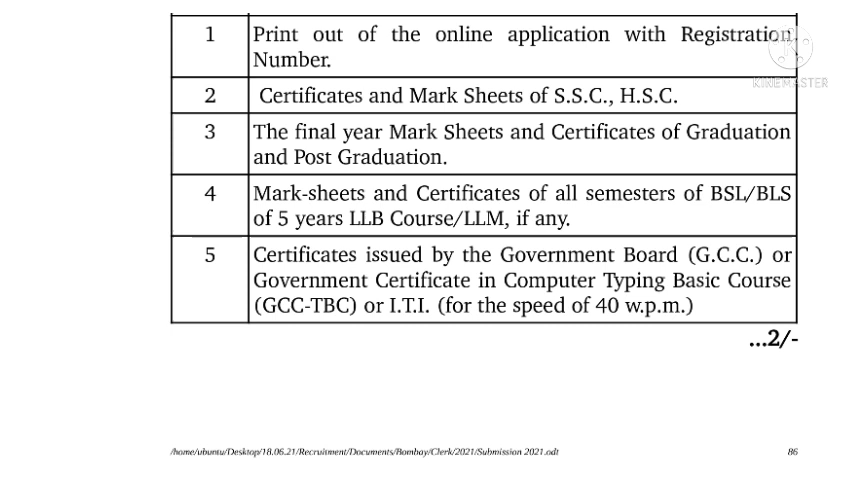 1 Print out of the online application with Registration
Number.
2 Certificates and Mark Sheets of S.S.C., H.S.C.
3 The final year Mark Sheets and Certificates of Graduation
and Post Graduation.
4 Mark-sheets and Certificates of all semesters of BSL/BLS
of 5 years LLB Course/LLM, if any.
5 Certificates issued by the Government Board (G.C.C.) or
Government Certificate in Computer Typing Basic Course
(GCC-TBC) or I.T.I. (for the speed of 40 w.p.m.)
...2/-
/home/ubuntu/Desktop/18.06.21/Recruitment/Documents/Bombay/Clerk/2021/Submission 2021.odt 86
KINEMASTER